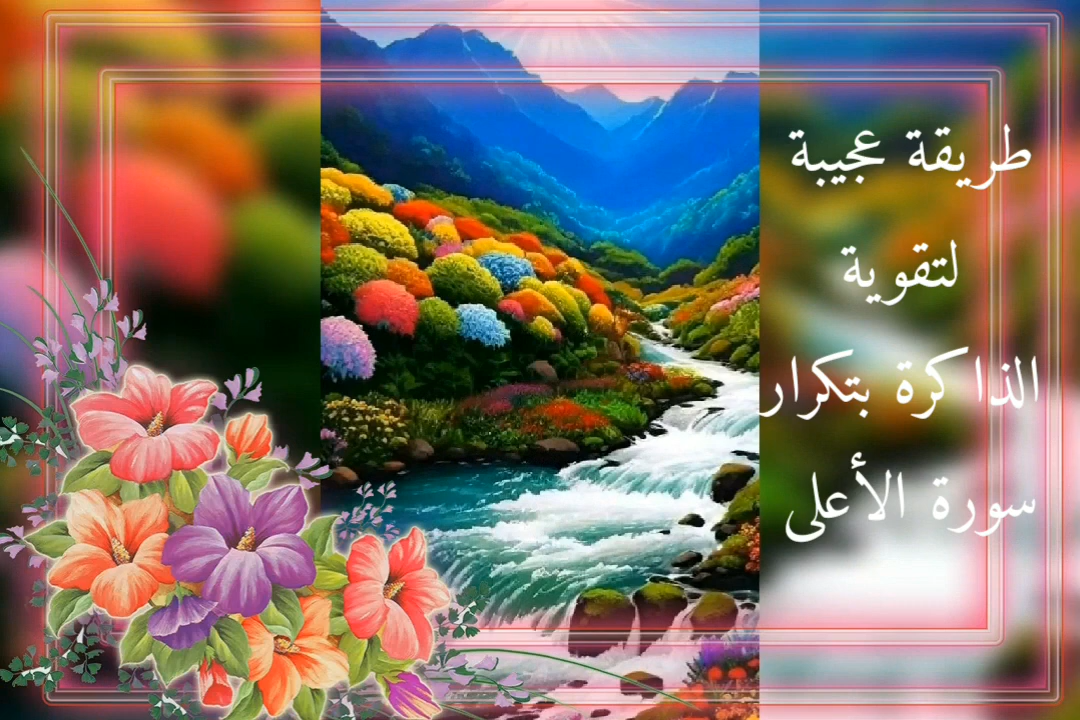 طريقة عجيبة
لتقوية
الذاكرة بتكرار
سورة الأعلى